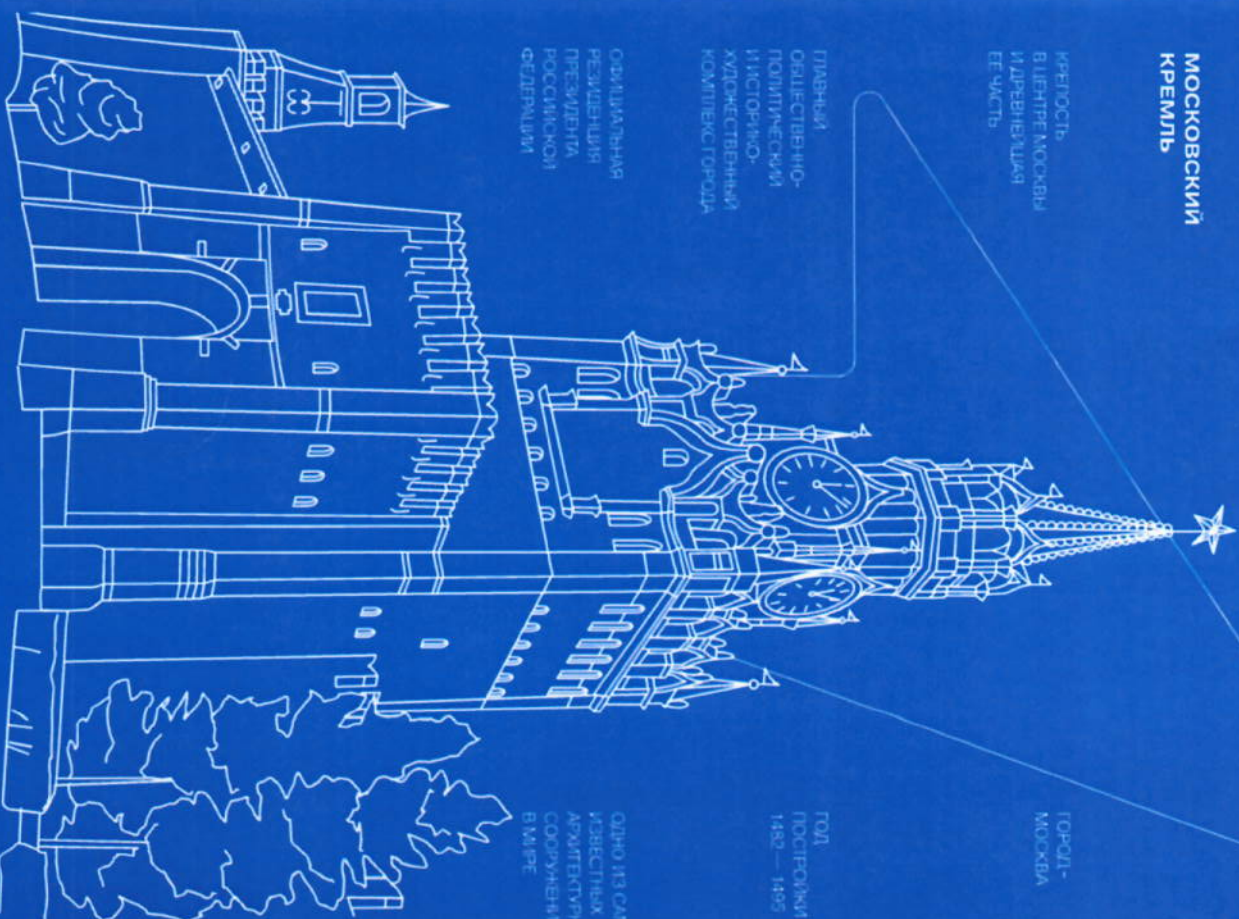 МОСКОВСКИЙ
КРЕМЛЬ
КРЕПОСТЬ
В ЦЕНТРЕ МОСКВЫ
И ДРЕВНЕЙШАЯ
ЕЕ ЧАСТЬ
ГЛАВНЫЙ
ОБЩЕСТВЕННО-
ПОЛИТИЧЕСКИЙ
И ИСТОРИКО-
ХУДОЖЕСТВЕННЫЙ
КОМПЛЕКС ГОРОДА
ОФИЦИАЛЬНАЯ
РЕЗИДЕНЦИЯ
ПРЕЗИДЕНТА
РОССИЙСКОЙ
ФЕДЕРАЦИИ
ГОРОД -
МОСКВА
ГОД
ПОСТРОЙКИ
1482 — 1495
ОДНО ИЗ
ИЗВЕСТНЫХ
В МИРЕ